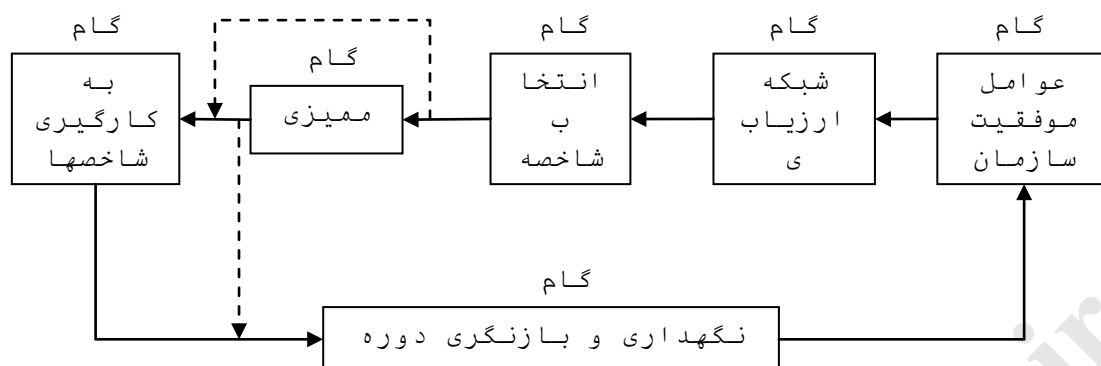 گام
عوامل
موفقیت
سازمان
گام
شبکه
ارزیاب
ی
گام
انتخا
ب
شاخصه
گام
ممیزی
گام
به
کارگیری
شاخصها
گام
نگهداری و بازنگری دوره
ir